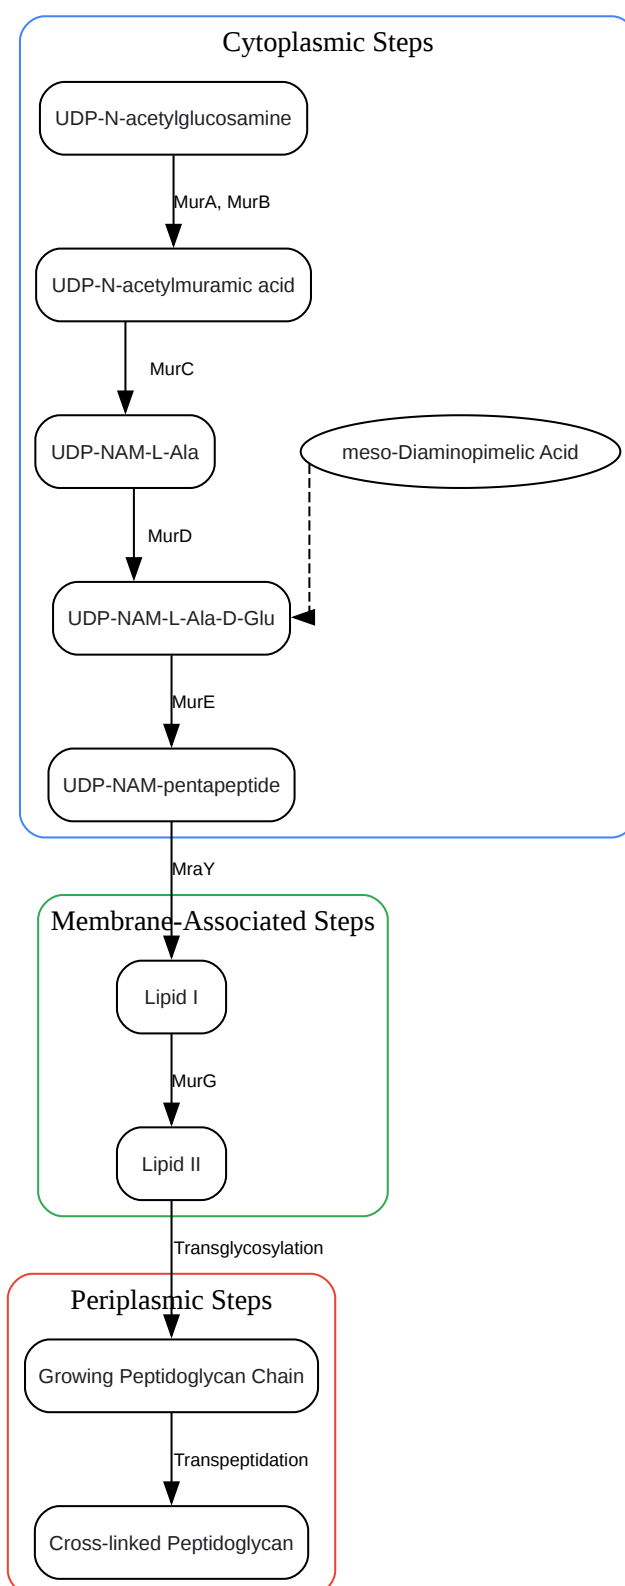 Cytoplasmic Steps
UDP-N-acetylglucosamine
MurA, MurB
UDP-N-acetylmuramic acid
MurC
UDP-NAM-L-Ala
meso-Diaminopimelic Acid
MurD
UDP-NAM-L-Ala-D-Glu
MurE
UDP-NAM-pentapeptide
MraY
Membrane-Associated Steps
Lipid I
MurG
Lipid II
Transglycosylation
Periplasmic Steps
Growing Peptidoglycan Chain
Transpeptidation
Cross-linked Peptidoglycan